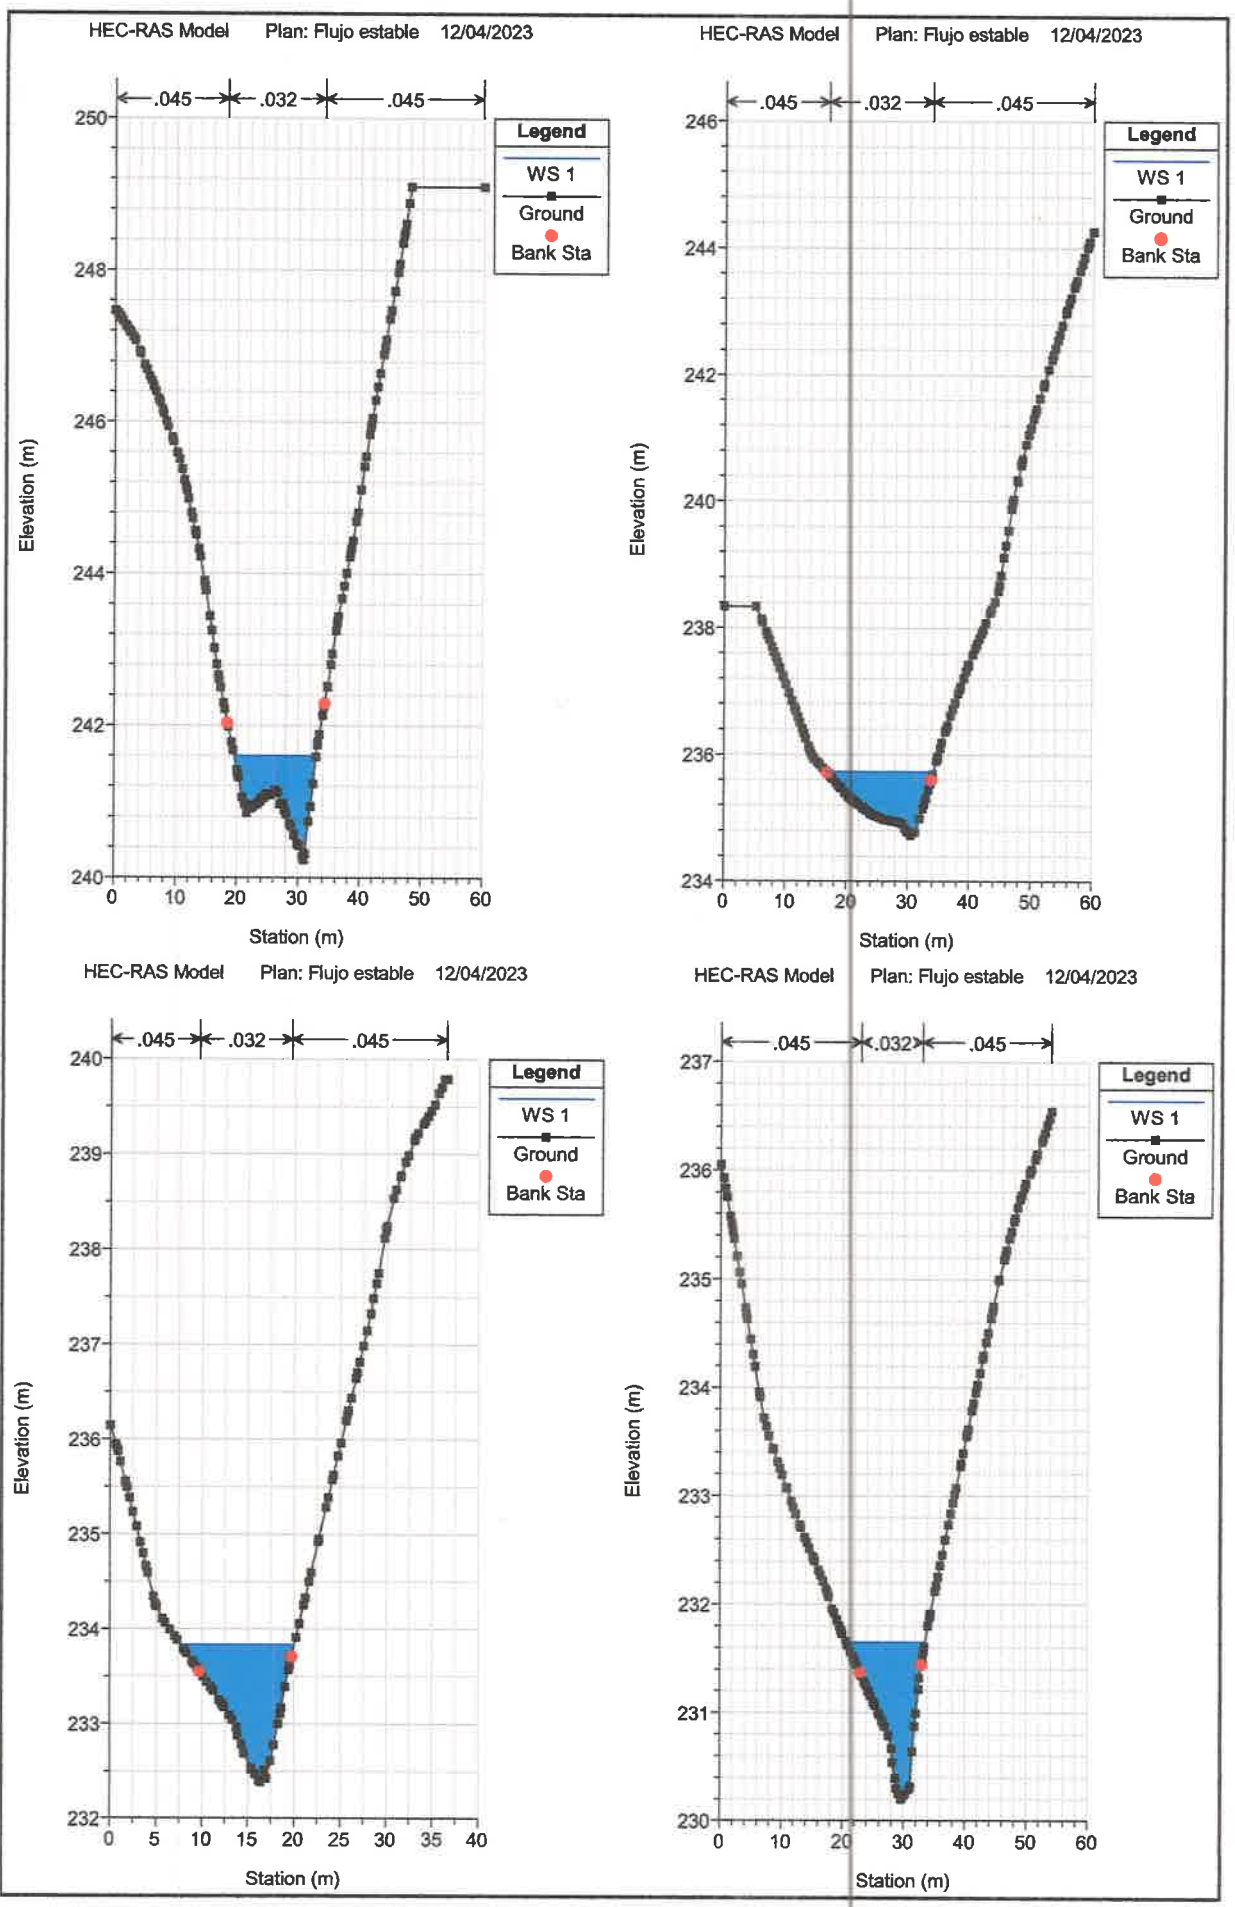 HEC-RAS Model Plan: Flujo estable 12/04/2023
.045 .032 .045
Legend
WS 1
Ground
Bank Sta
250
248
246
244
242
240
0 10 20 30 40 50 60
Elevation (m)
Station (m)
HEC-RAS Model Plan: Flujo estable 12/04/2023
.045 .032 .045
Legend
WS 1
Ground
Bank Sta
246
244
242
240
238
236
234
0 10 20 30 40 50 60
Elevation (m)
Station (m)
HEC-RAS Model Plan: Flujo estable 12/04/2023
.045 .032 .045
Legend
WS 1
Ground
Bank Sta
240
239
238
237
236
235
234
233
232
0 5 10 15 20 25 30 35 40
Elevation (m)
Station (m)
HEC-RAS Model Plan: Flujo estable 12/04/2023
.045 .032 .045
Legend
WS 1
Ground
Bank Sta
237
236
235
234
233
232
231
230
0 10 20 30 40 50 60
Elevation (m)
Station (m)